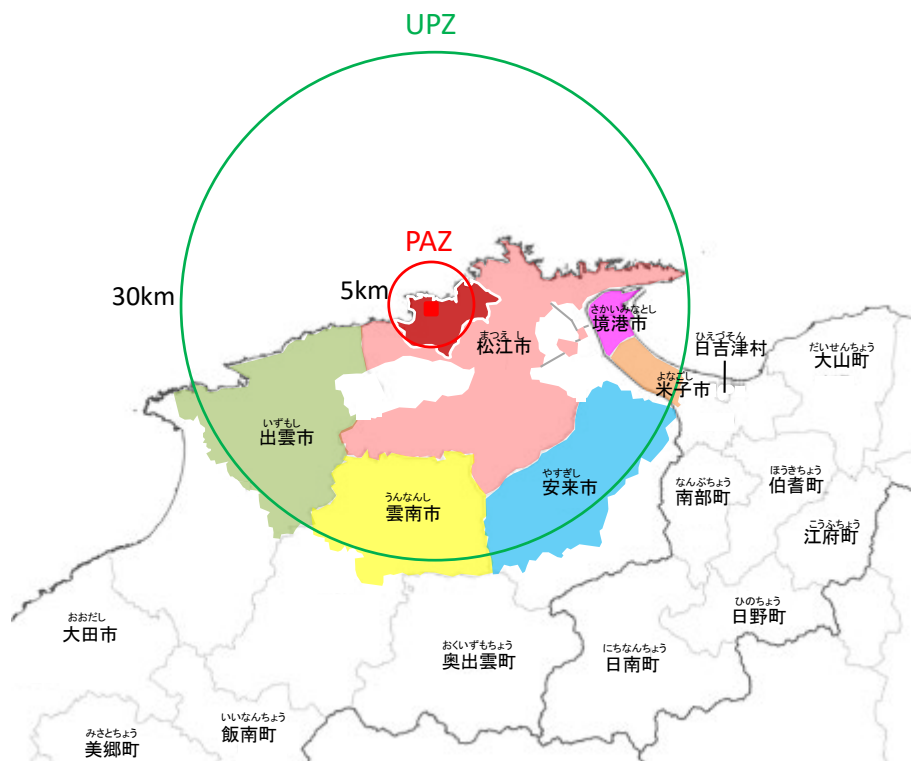 UPZ
PAZ
30km
5km
さかいみなとし
境港市
まつえ し
松江市
ひえづそん
日吉津村
だいせんちょう
大山町
よなごし
米子市
いずもし
出雲市
やすぎし
安来市
なんぶちょう
南部町
ほうきちょう
伯耆町
うんなんし
雲南市
こうふちょう
江府町
ひのちょう
日野町
おおだし
大田市
おくいずもちょう
奥出雲町
にちなんちょう
日南町
いいなんちょう
飯南町
みさとちょう
美郷町